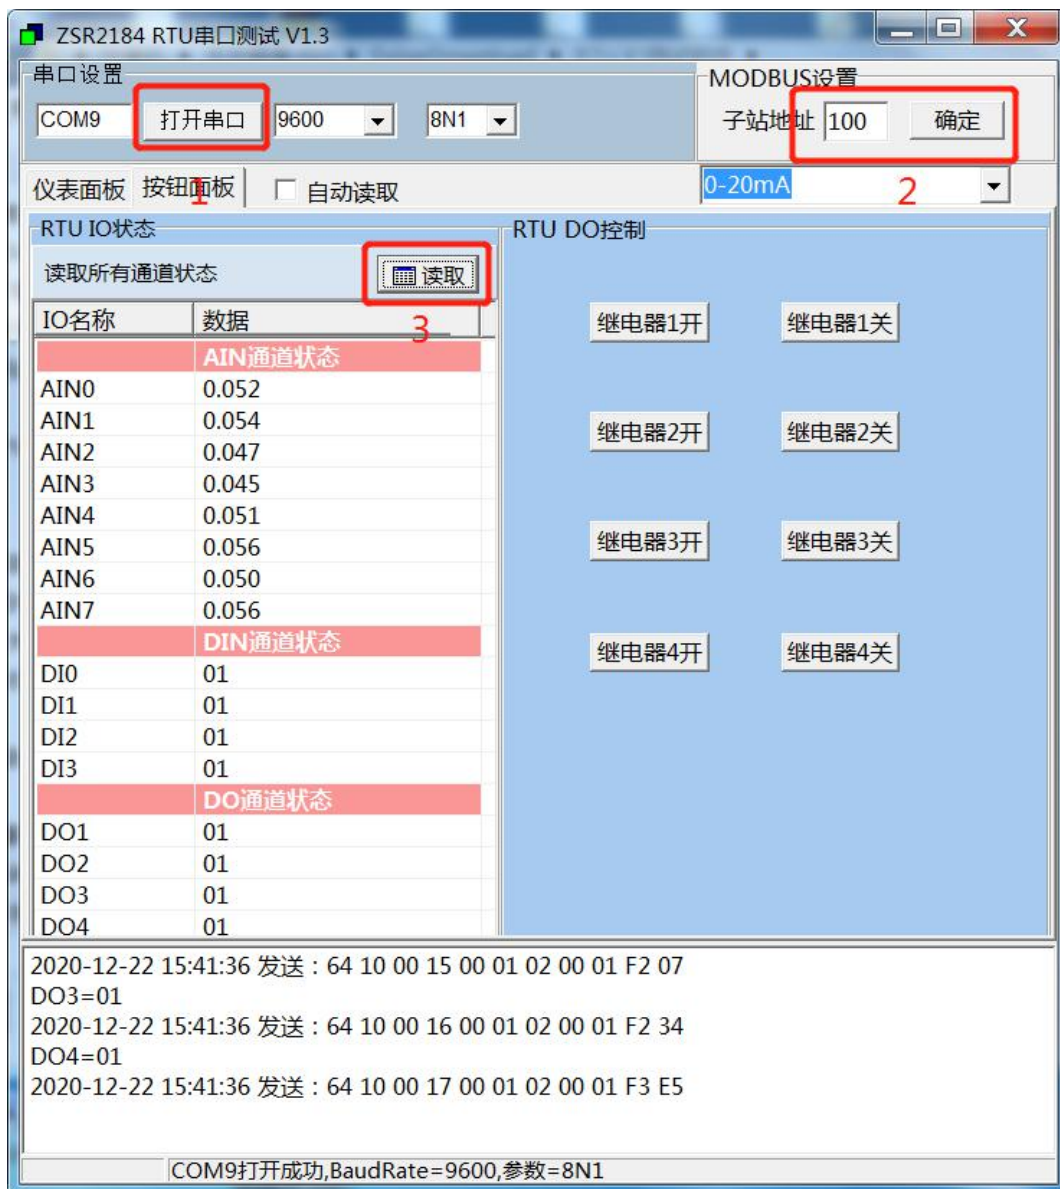 ZSR2184 RTU串口测试 V1.3
串口设置
MODBUS设置
COM9 打开串口 9600 8N1
子站地址 100 确定
仪表面板 按钮面板 自动读取
1
0-20mA
2
RTU IO状态
RTU DO控制
读取所有通道状态 读取
3
IO名称 数据
AIN通道状态
AIN0 0.052
AIN1 0.054
AIN2 0.047
AIN3 0.045
AIN4 0.051
AIN5 0.056
AIN6 0.050
AIN7 0.056
DIN通道状态
DI0 01
DI1 01
DI2 01
DI3 01
DO通道状态
DO1 01
DO2 01
DO3 01
DO4 01
继电器1开 继电器1关
继电器2开 继电器2关
继电器3开 继电器3关
继电器4开 继电器4关
2020-12-22 15:41:36 发送：64 10 00 15 00 01 02 00 01 F2 07
DO3=01
2020-12-22 15:41:36 发送：64 10 00 16 00 01 02 00 01 F2 34
DO4=01
2020-12-22 15:41:36 发送：64 10 00 17 00 01 02 00 01 F3 E5
COM9打开成功,BaudRate=9600,参数=8N1